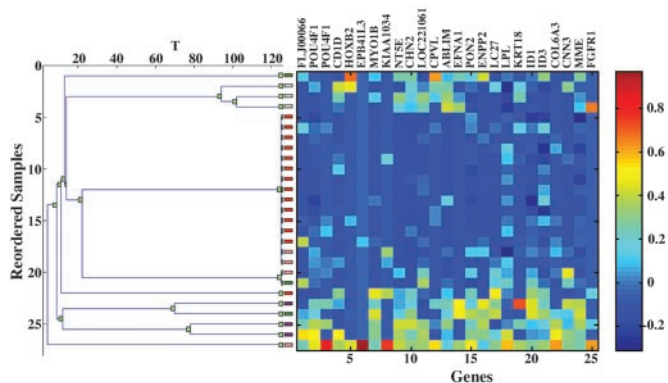 T
0 20 40 60 80 100 120
0
5
10
15
20
25
Reordered Samples
FLJ00066
POU4F1
POU4F1
CD1D
HOXB2
EPB41L3
MYO1B
KIAA1034
NT5E
CHN2
LOC221061
CPVL
ABLIM
EFNA1
PON2
ENPP2
LC27
LPL
KRT18
ID1
ID3
COL6A3
CNN3
MME
FGFR1
5 10 15 20 25
Genes
0.8
0.6
0.4
0.2
0
-0.2